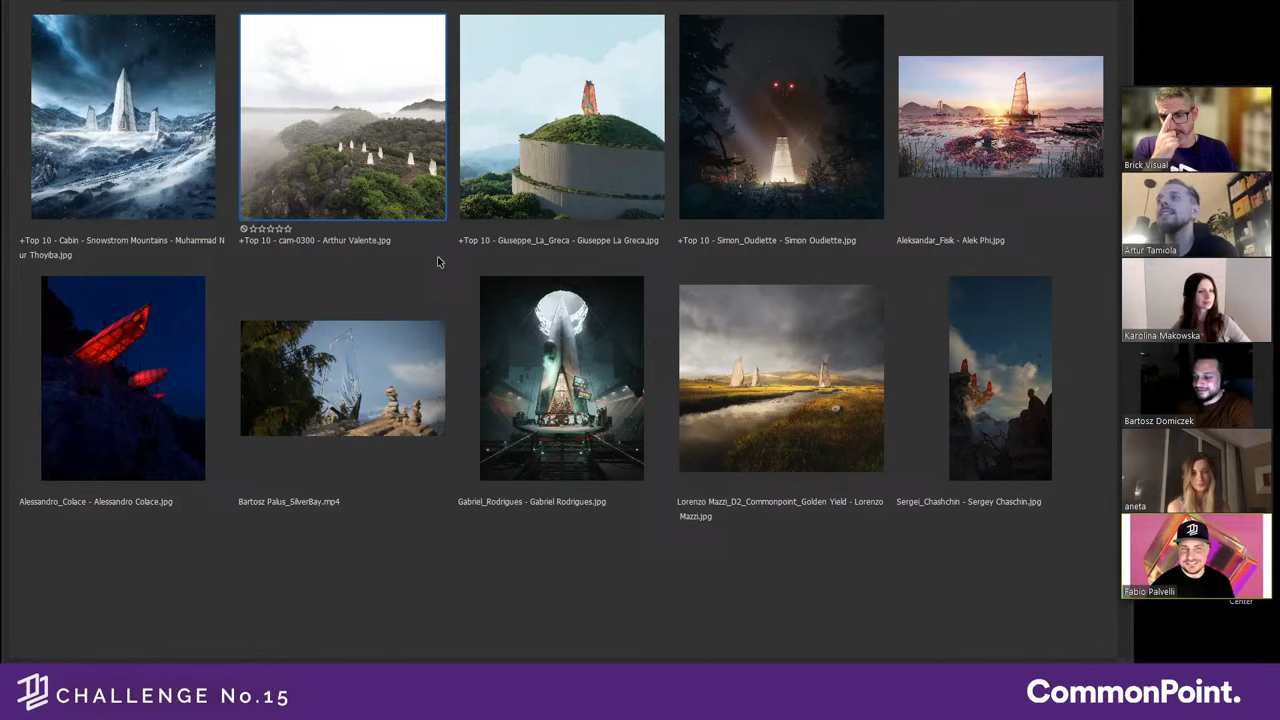 +Top 10 - Cabin - Snowstrom Mountains - Muhammad N
ur Thoyiba.jpg
+Top 10 - cam-0300 - Arthur Valente.jpg
+Top 10 - Giuseppe_La_Greca - Giuseppe La Greca.jpg
+Top 10 - Simon_Oudiette - Simon Oudiette.jpg
Aleksandar_Fisik - Alek Phi.jpg
Alessandro_Colace - Alessandro Colace.jpg
Bartosz Palus_SilverBay.mp4
Gabriel_Rodrigues - Gabriel Rodrigues.jpg
Lorenzo Mazzi_D2_Commonpoint_Golden Yield - Lorenzo
Mazzi.jpg
Sergei_Chashchin - Sergey Chaschin.jpg
Brick Visual
Artur Tamiola
Karolina Makowska
Bartosz Domiczek
aneta
Fabio Palvelli
Center
CHALLENGE No.15
CommonPoint.